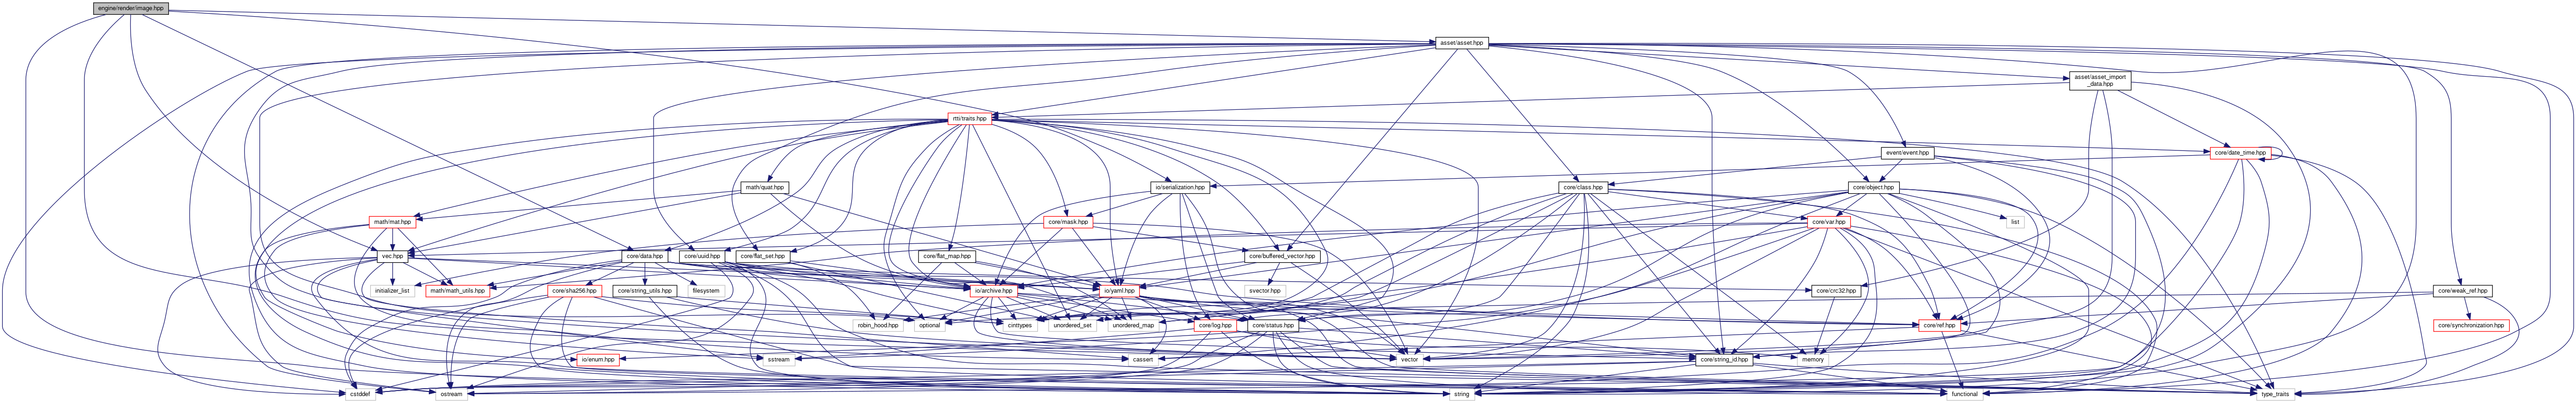 engine/render/image.hpp
asset/asset.hpp
asset/asset_import
_data.hpp
rtti/traits.hpp
event/event.hpp
core/date_time.hpp
math/quat.hpp
io/serialization.hpp
core/class.hpp
core/object.hpp
math/mat.hpp
core/mask.hpp
core/var.hpp
list
vec.hpp
core/data.hpp
core/uuid.hpp
core/flat_set.hpp
core/flat_map.hpp
core/buffered_vector.hpp
initializer_list
math/math_utils.hpp
core/sha256.hpp
core/string_utils.hpp
filesystem
io/archive.hpp
io/yaml.hpp
svector.hpp
core/crc32.hpp
core/weak_ref.hpp
robin_hood.hpp
optional
cinttypes
unordered_set
unordered_map
core/log.hpp
core/status.hpp
core/ref.hpp
core/synchronization.hpp
io/enum.hpp
sstream
cassert
vector
core/string_id.hpp
memory
cstddef
ostream
string
functional
type_traits